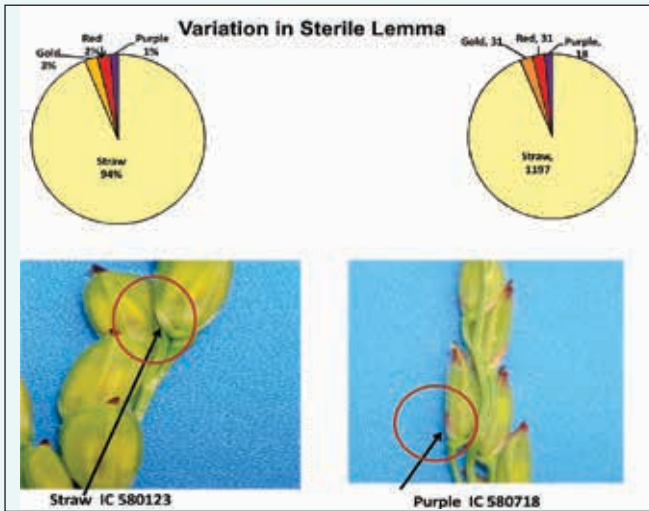 Variation in Sterile Lemma
Gold,
3%
Red
2%
Purple
1%
Straw
94%
Gold, 31
Red, 31
Purple,
18
Straw,
1197
Straw IC 580123
Purple IC 580718